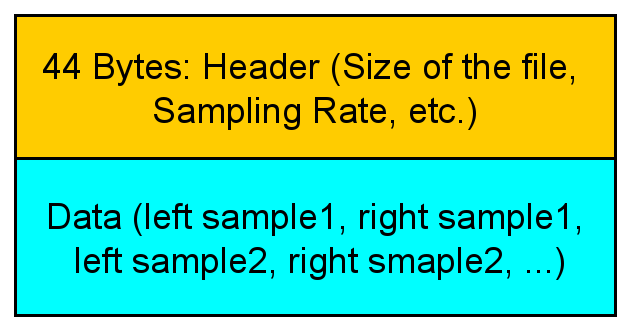 44 Bytes: Header (Size of the file,
Sampling Rate, etc.)
Data (left sample1, right sample1,
left sample2, right smaple2, ...)